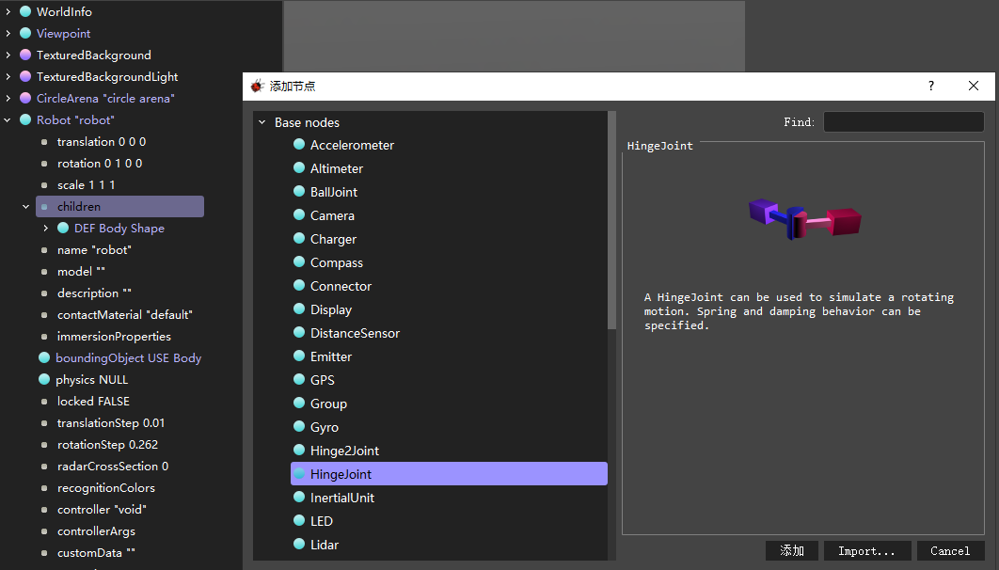 WorldInfo
Viewpoint
TexturedBackground
TexturedBackgroundLight
CircleArena "circle arena"
Robot "robot"
translation 0 0 0
rotation 0 1 0 0
scale 1 1 1
children
DEF Body Shape
name "robot"
model ""
description ""
contactMaterial "default"
immersionProperties
boundingObject USE Body
physics NULL
locked FALSE
translationStep 0.01
rotationStep 0.262
radarCrossSection 0
recognitionColors
controller "void"
controllerArgs
customData ""
添加节点
?
Base nodes
Accelerometer
Altimeter
BallJoint
Camera
Charger
Compass
Connector
Display
DistanceSensor
Emitter
GPS
Group
Gyro
Hinge2Joint
HingeJoint
InertialUnit
LED
Lidar
Find:
HingeJoint
A HingeJoint can be used to simulate a rotating
motion. Spring and damping behavior can be
specified.
添加
Import...
Cancel